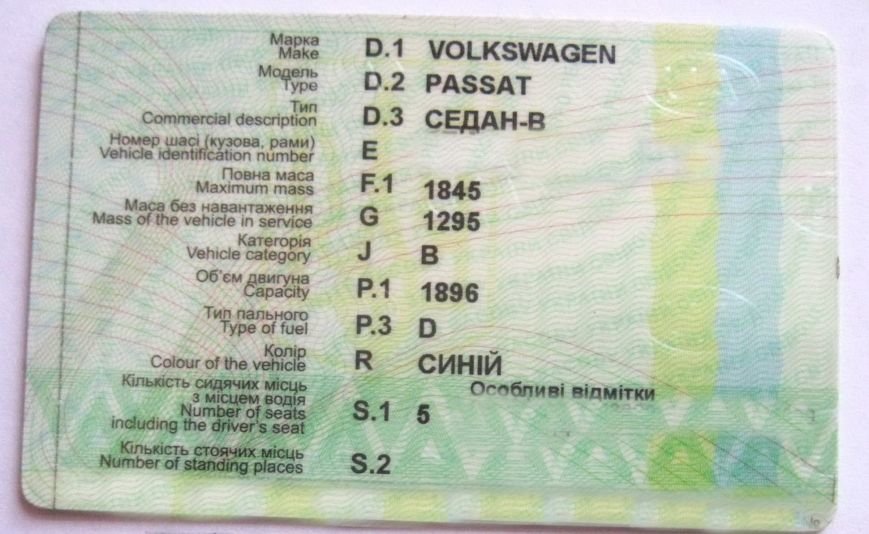 Марка
Make D.1 VOLKSWAGEN
Модель
Type D.2 PASSAT
Тип
Commercial description D.3 СЕДАН-В
Номер шасі (кузова, рами)
Vehicle identification number E
Повна маса
Maximum mass F.1 1845
Маса без навантаження
Mass of the vehicle in service G 1295
Категорія
Vehicle category J B
Об'єм двигуна
Capacity P.1 1896
Тип пального
Type of fuel P.3 D
Колір
Colour of the vehicle R СИНІЙ
Особливі відмітки
Кількість сидячих місць
з місцем водія
Number of seats
including the driver's seat S.1 5
Кількість стоячих місць
Number of standing places S.2